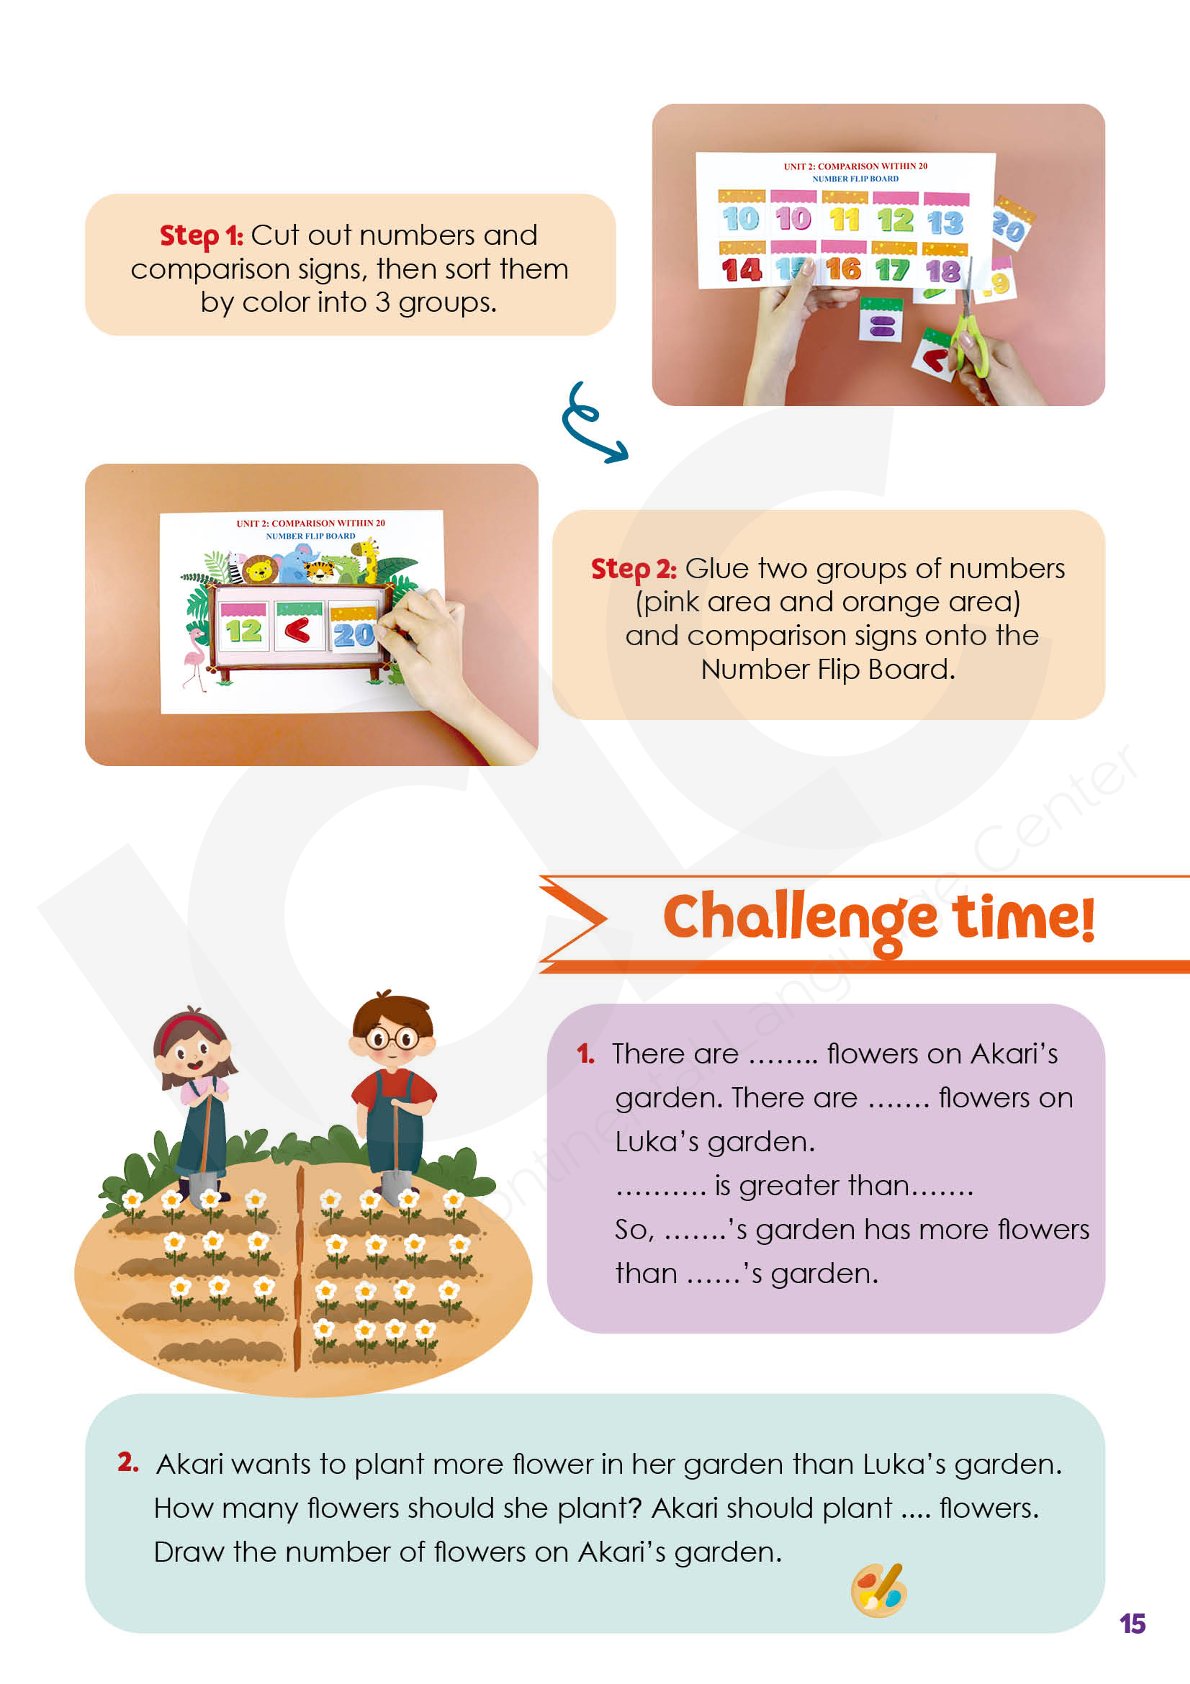 UNIT 2: COMPARISON WITHIN 20
NUMBER FLIP BOARD
10 10 11 12 13
14 15 16 17 18
20
=
<
Step 1: Cut out numbers and
comparison signs, then sort them
by color into 3 groups.
UNIT 2: COMPARISON WITHIN 20
NUMBER FLIP BOARD
12 < 20
Step 2: Glue two groups of numbers
(pink area and orange area)
and comparison signs onto the
Number Flip Board.
Challenge time!
1. There are …….. flowers on Akari’s
garden. There are ……. flowers on
Luka’s garden.
………. is greater than…….
So, …….’s garden has more flowers
than ……’s garden.
2. Akari wants to plant more flower in her garden than Luka’s garden.
How many flowers should she plant? Akari should plant .... flowers.
Draw the number of flowers on Akari’s garden.
15
Language Center